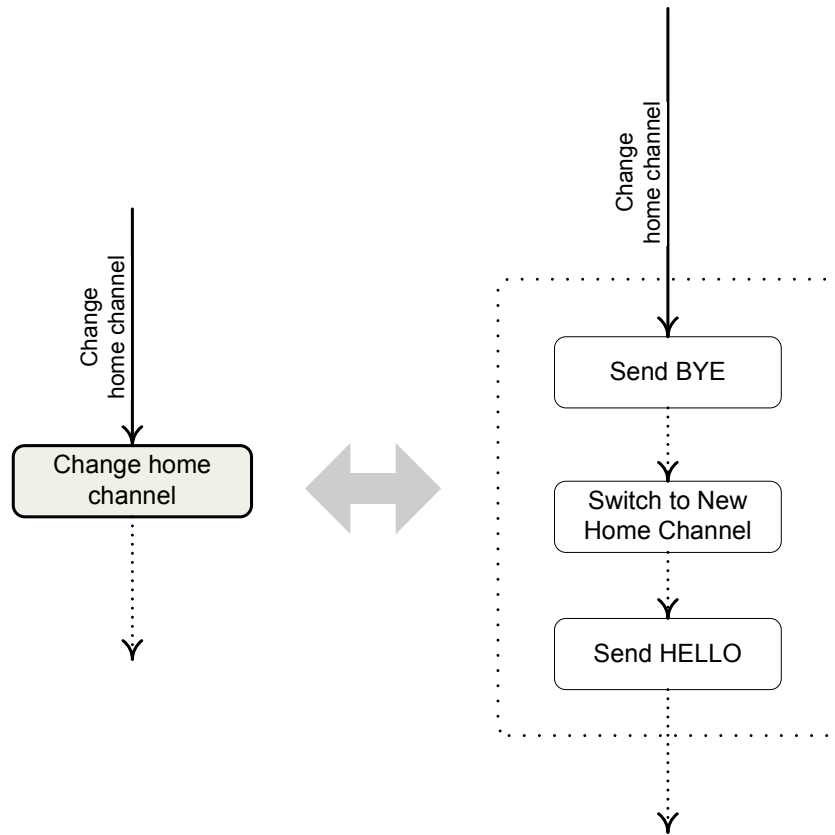 Change
home channel
Change home
channel
Change
home channel
Send BYE
Switch to New
Home Channel
Send HELLO